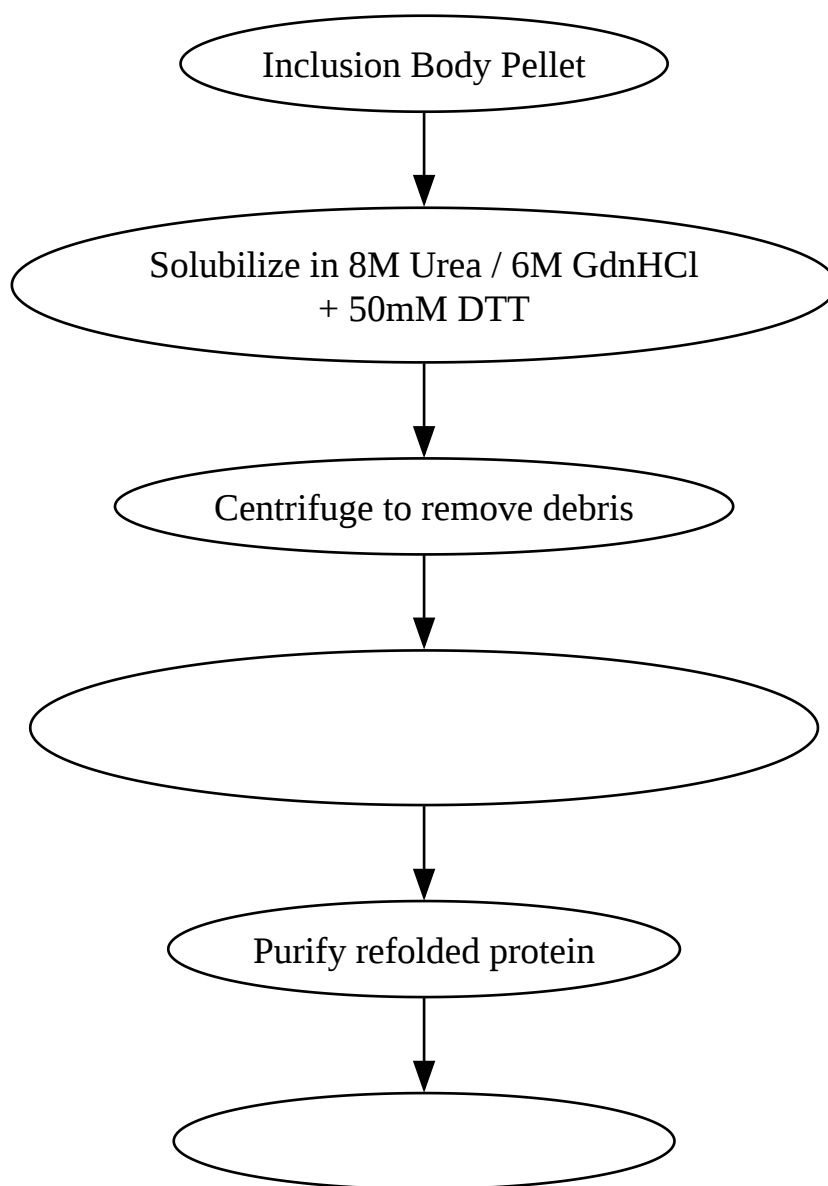 Inclusion Body Pellet
Solubilize in 8M Urea / 6M GdnHCl
+ 50mM DTT
Centrifuge to remove debris
Purify refolded protein